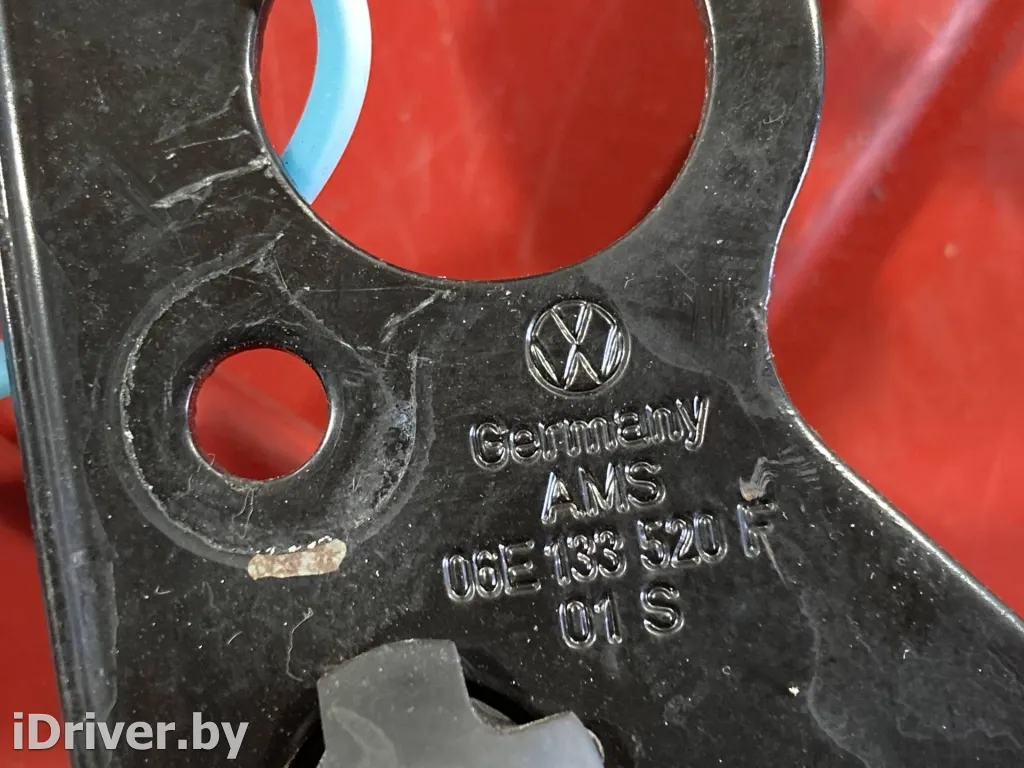 Germany
AMS
06E 133 520 F
01 S
iDriver.by